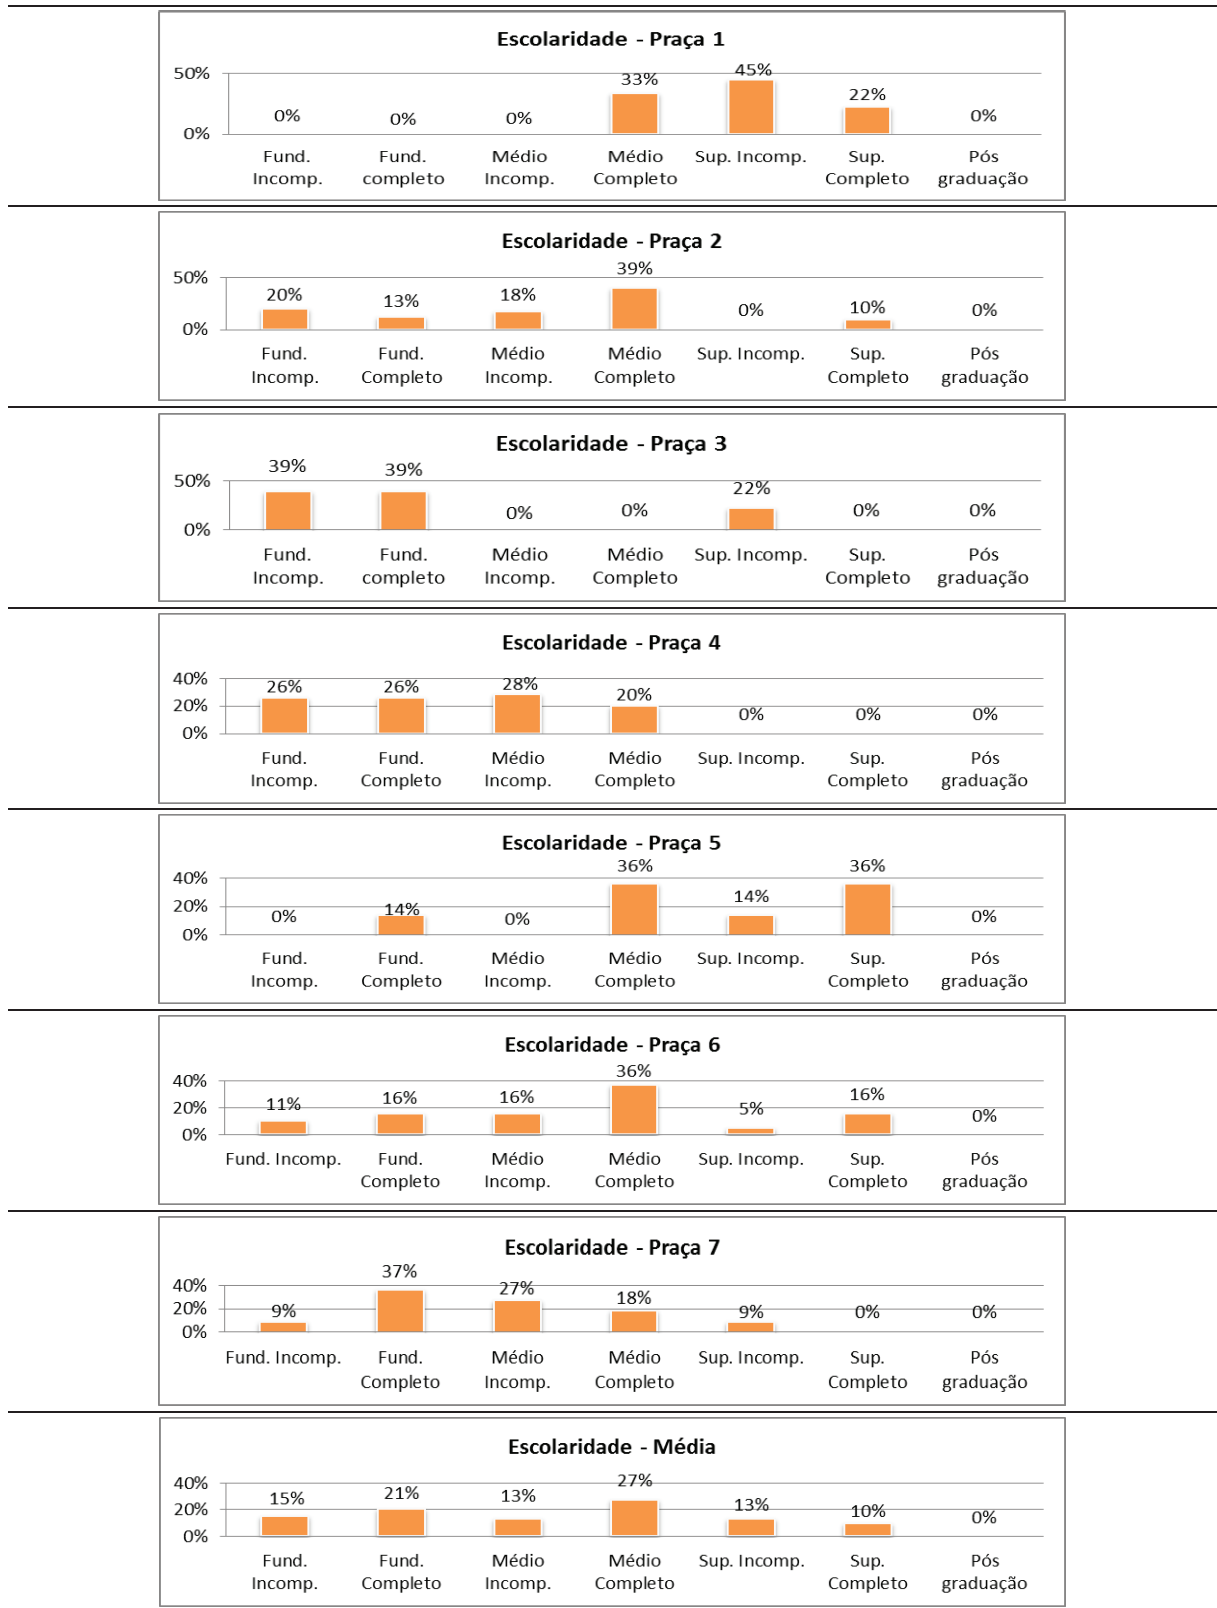 Escolaridade - Praça 1
50%
0%
0% 0% 0% 33% 45% 22% 0%
Fund. Fund. Médio Médio Sup. Incomp. Sup. Pós
Incomp. completo Incomp. Completo Completo graduação
Escolaridade - Praça 2
50%
0%
20% 13% 18% 39% 0% 10% 0%
Fund. Fund. Médio Médio Sup. Incomp. Sup. Pós
Incomp. Completo Incomp. Completo Completo graduação
Escolaridade - Praça 3
50%
0%
39% 39% 0% 0% 22% 0% 0%
Fund. Fund. Médio Médio Sup. Incomp. Sup. Pós
Incomp. completo Incomp. Completo Completo graduação
Escolaridade - Praça 4
40%
20%
0%
26% 26% 28% 20% 0% 0% 0%
Fund. Fund. Médio Médio Sup. Incomp. Sup. Pós
Incomp. Completo Incomp. Completo Completo graduação
Escolaridade - Praça 5
40%
20%
0%
0% 14% 0% 36% 14% 36% 0%
Fund. Fund. Médio Médio Sup. Incomp. Sup. Pós
Incomp. Completo Incomp. Completo Completo graduação
Escolaridade - Praça 6
40%
20%
0%
11% 16% 16% 36% 5% 16% 0%
Fund. Incomp. Fund. Médio Médio Sup. Incomp. Sup. Pós
Completo Incomp. Completo Completo graduação
Escolaridade - Praça 7
40%
20%
0%
9% 37% 27% 18% 9% 0% 0%
Fund. Incomp. Fund. Médio Médio Sup. Incomp. Sup. Pós
Completo Incomp. Completo Completo graduação
Escolaridade - Média
40%
20%
0%
15% 21% 13% 27% 13% 10% 0%
Fund. Fund. Médio Médio Sup. Incomp. Sup. Pós
Incomp. Completo Incomp. Completo Completo graduação